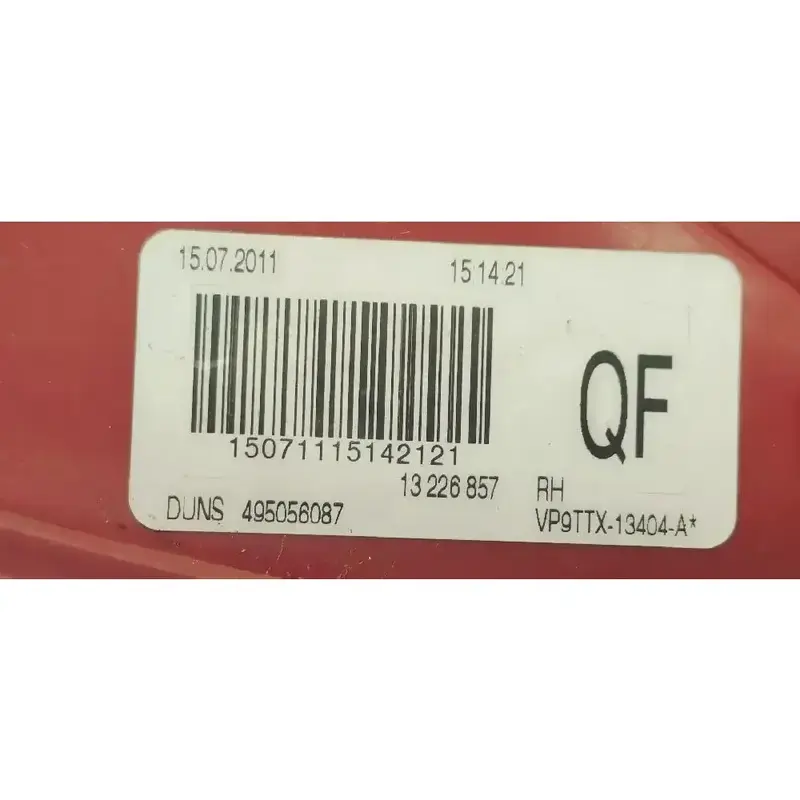 15.07.2011 15 14 21
QF
15071115142121
13 226 857 RH
DUNS 495056087 VP9TTX-13404-A*